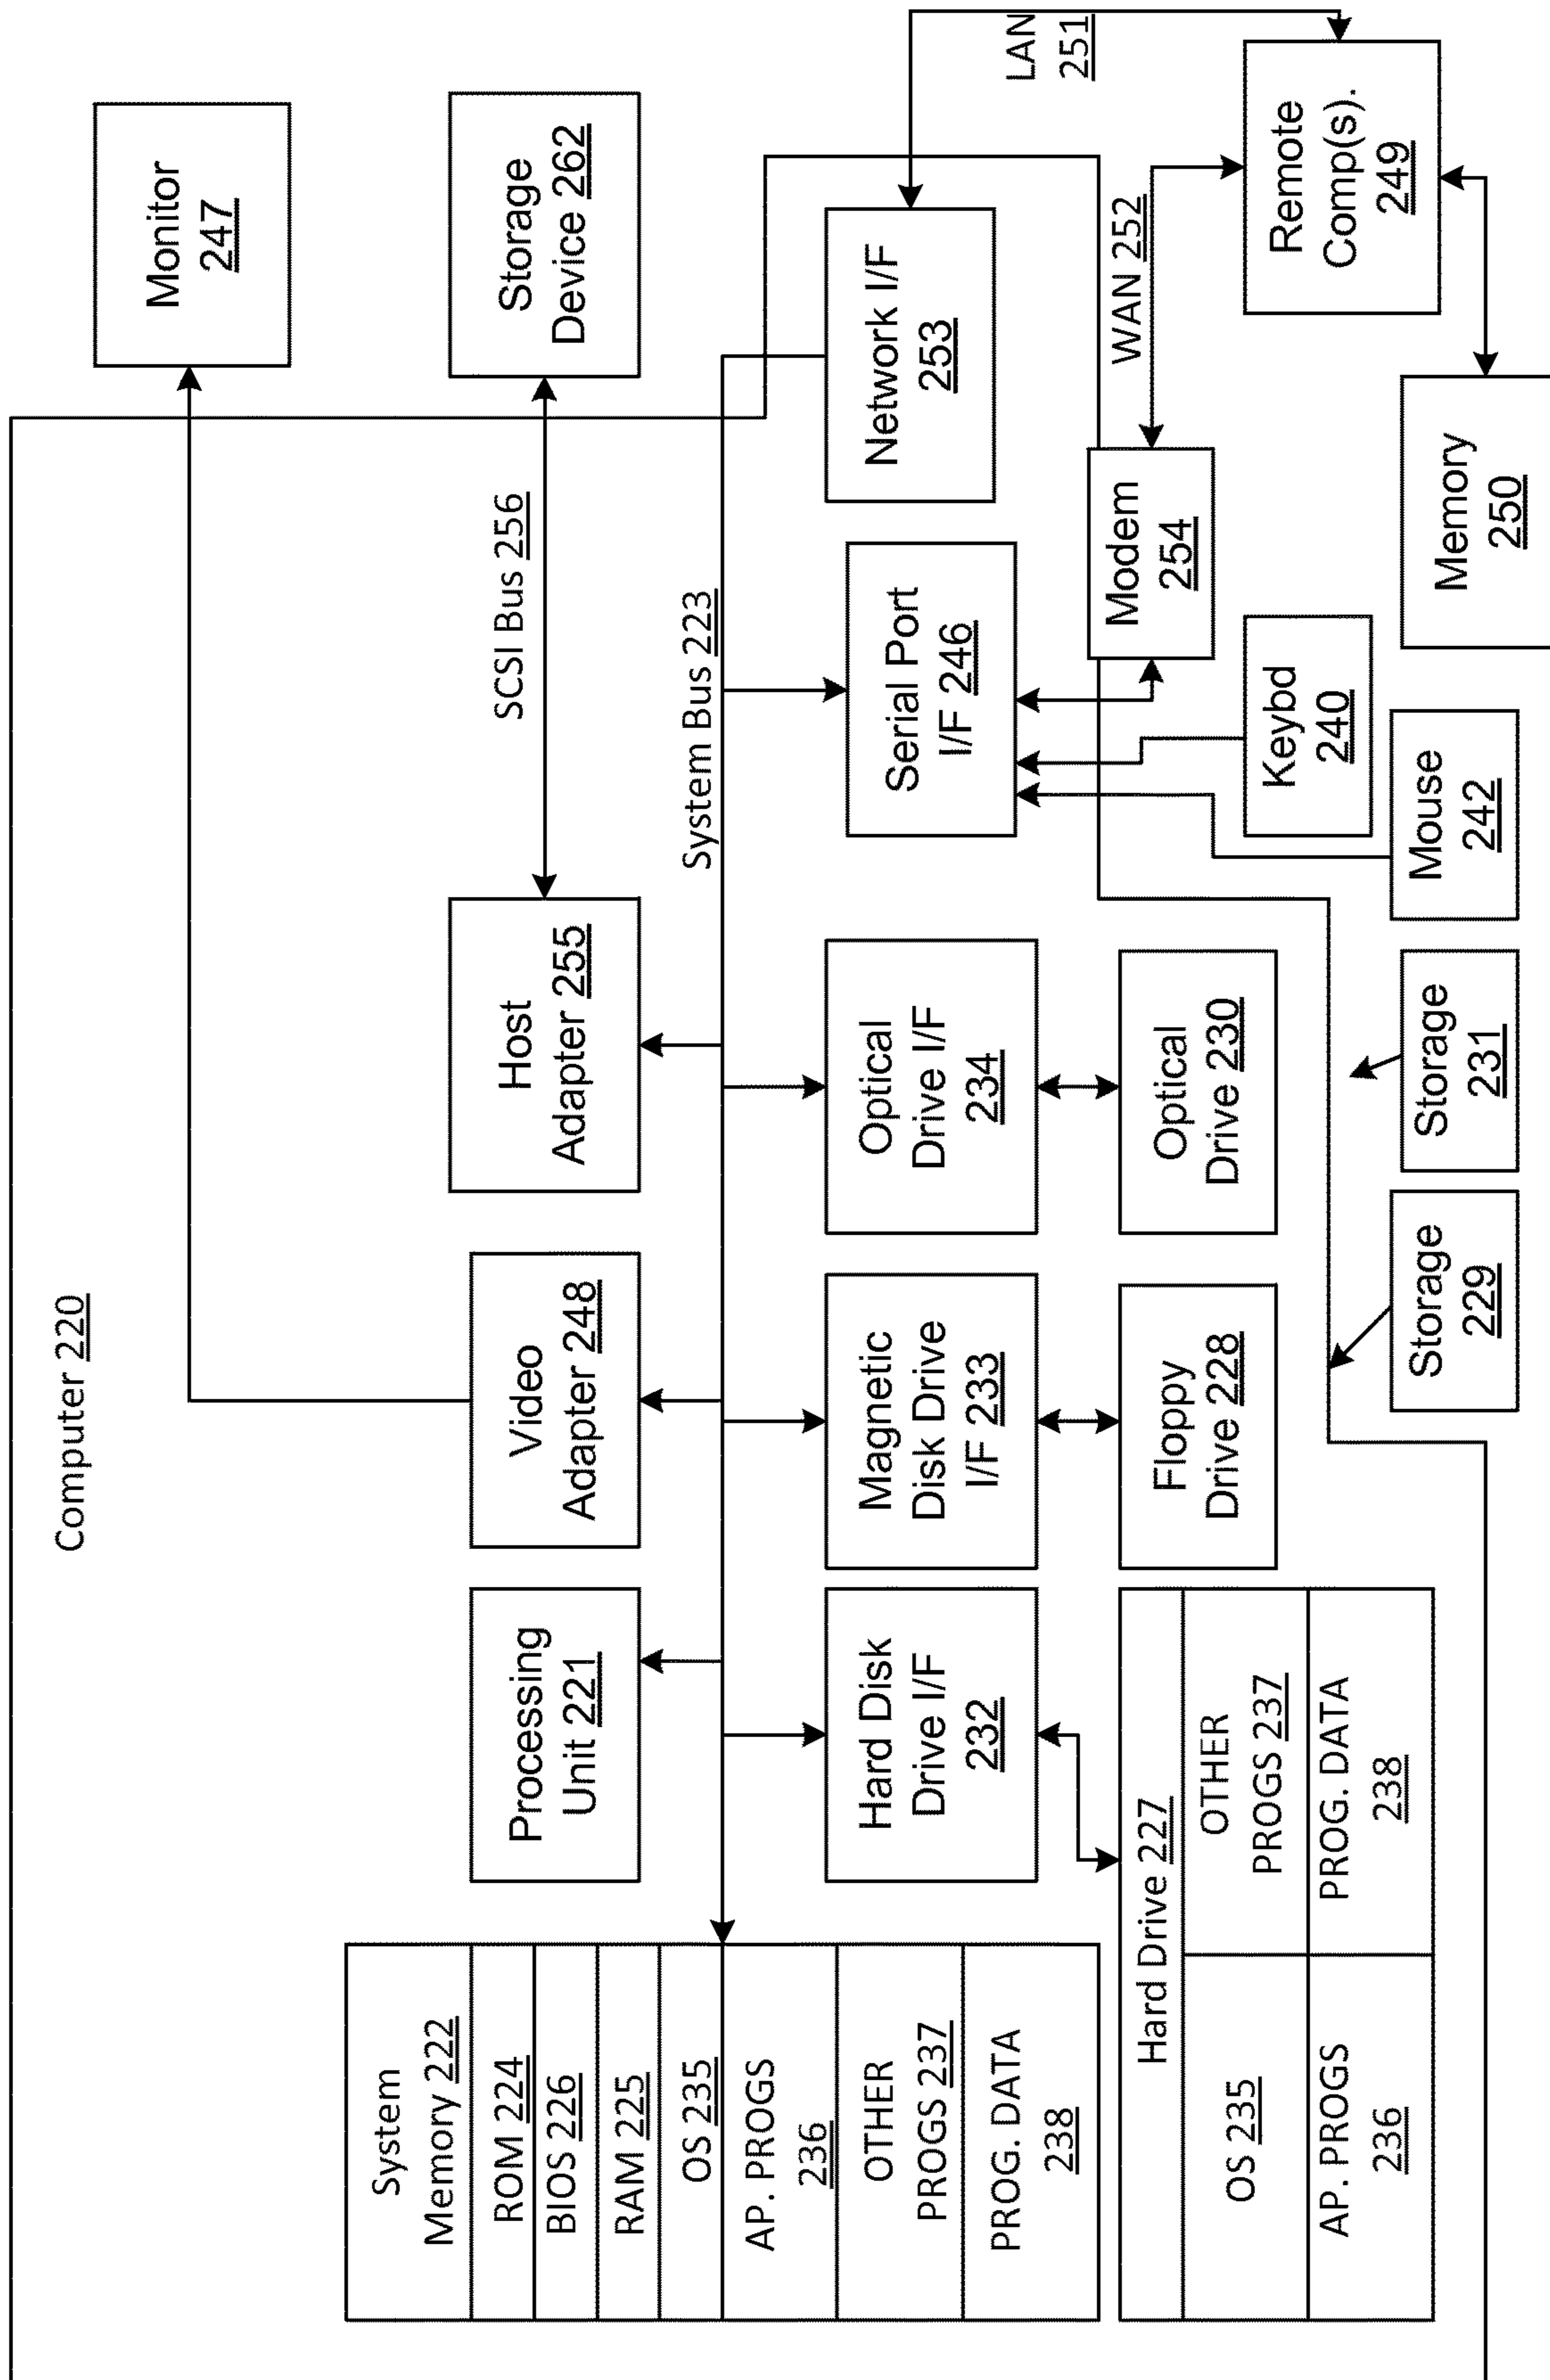 Computer 220
Monitor
247
System
Memory 222
ROM 224
BIOS 226
RAM 225
OS 235
AP. PROGS
236
OTHER
PROGS 237
PROG. DATA
238
Processing
Unit 221
Video
Adapter 248
Host
Adapter 255
SCSI Bus 256
Storage
Device 262
System Bus 223
Hard Disk
Drive I/F
232
Magnetic
Disk Drive
I/F 233
Optical
Drive I/F
234
Serial Port
I/F 246
Network I/F
253
LAN
251
Hard Drive 227
OS 235
OTHER
PROGS 237
AP. PROGS
236
PROG. DATA
238
Floppy
Drive 228
Optical
Drive 230
Modem
254
WAN 252
Remote
Comp(s).
249
Storage
229
Storage
231
Mouse
242
Keybd
240
Memory
250